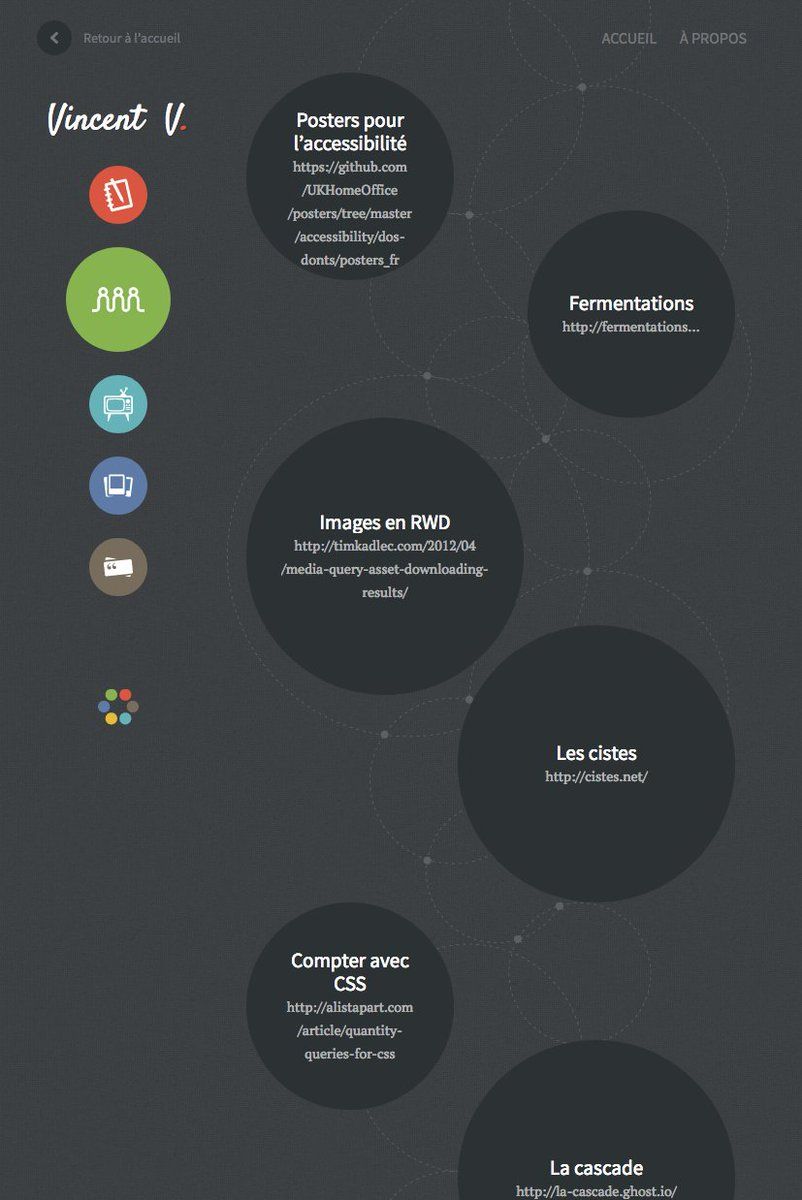 Retour à l'accueil
ACCUEIL
À PROPOS
Vincent V.
Posters pour
l’accessibilité
https://github.com
/UKHomeOffice
/posters/tree/master
/accessibility/dos-
donts/posters_fr
Fermentations
http://fermentations...
Images en RWD
http://timkadlec.com/2012/04
/media-query-asset-downloading-
results/
Les cistes
http://cistes.net/
Compter avec
CSS
http://alistapart.com
/article/quantity-
queries-for-css
La cascade
http://la-cascade.ghost.io/